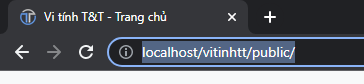 Vi tính T&T - Trang chủ
localhost/vitinhtt/public/